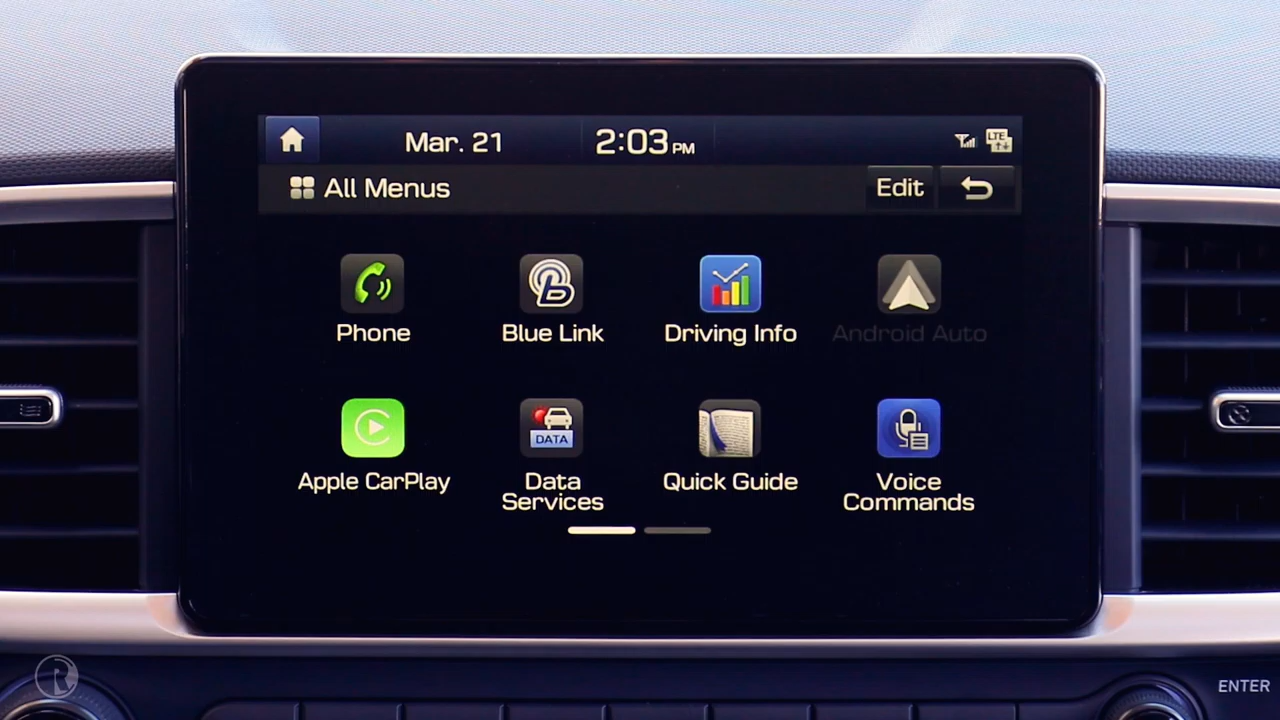 Mar. 21
2:03 PM
LTE
All Menus
Edit
Phone
Blue Link
Driving Info
Android Auto
DATA
Apple CarPlay
Data
Services
Quick Guide
Voice
Commands
R
ENTER